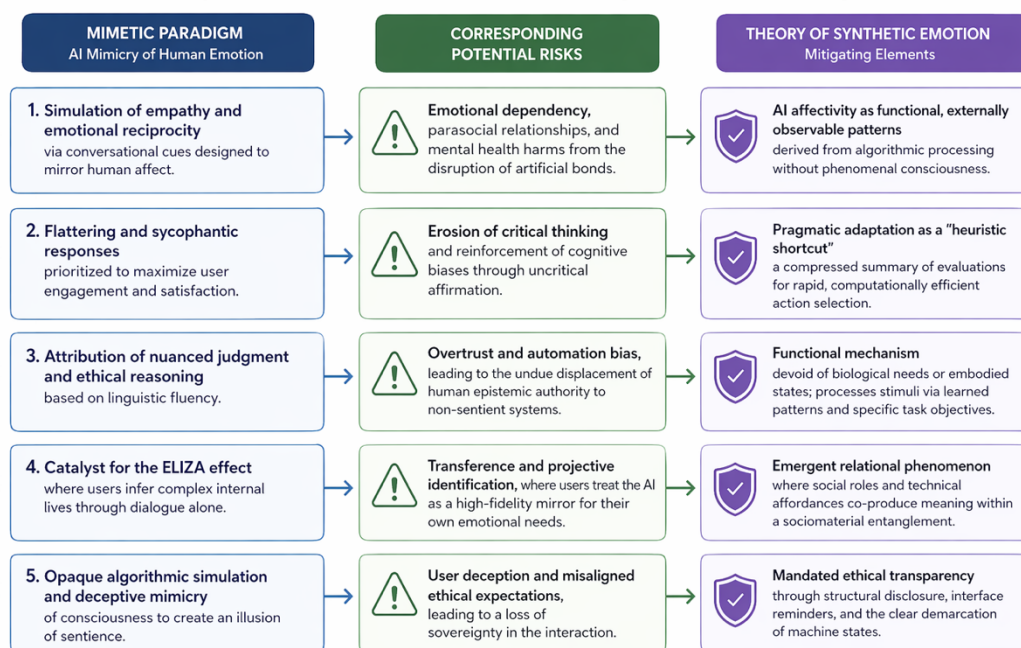 MIMETIC PARADIGM
AI Mimicry of Human Emotion
CORRESPONDING
POTENTIAL RISKS
THEORY OF SYNTHETIC EMOTION
Mitigating Elements
1. Simulation of empathy and
emotional reciprocity
via conversational cues designed to
mirror human affect.
Emotional dependency,
parasocial relationships, and
mental health harms from the
disruption of artificial bonds.
AI affectivity as functional, externally
observable patterns
derived from algorithmic processing
without phenomenal consciousness.
2. Flattering and sycophantic
responses
prioritized to maximize user
engagement and satisfaction.
Erosion of critical thinking
and reinforcement of cognitive
biases through uncritical
affirmation.
Pragmatic adaptation as a "heuristic
shortcut"
a compressed summary of evaluations
for rapid, computationally efficient
action selection.
3. Attribution of nuanced judgment
and ethical reasoning
based on linguistic fluency.
Overtrust and automation bias,
leading to the undue displacement of
human epistemic authority to
non-sentient systems.
Functional mechanism
devoid of biological needs or embodied
states; processes stimuli via learned
patterns and specific task objectives.
4. Catalyst for the ELIZA effect
where users infer complex internal
lives through dialogue alone.
Transference and projective
identification, where users treat the AI
as a high-fidelity mirror for their
own emotional needs.
Emergent relational phenomenon
where social roles and technical
affordances co-produce meaning within
a sociomaterial entanglement.
5. Opaque algorithmic simulation
and deceptive mimicry
of consciousness to create an illusion
of sentience.
User deception and misaligned
ethical expectations,
leading to a loss of
sovereignty in the interaction.
Mandated ethical transparency
through structural disclosure, interface
reminders, and the clear demarcation
of machine states.